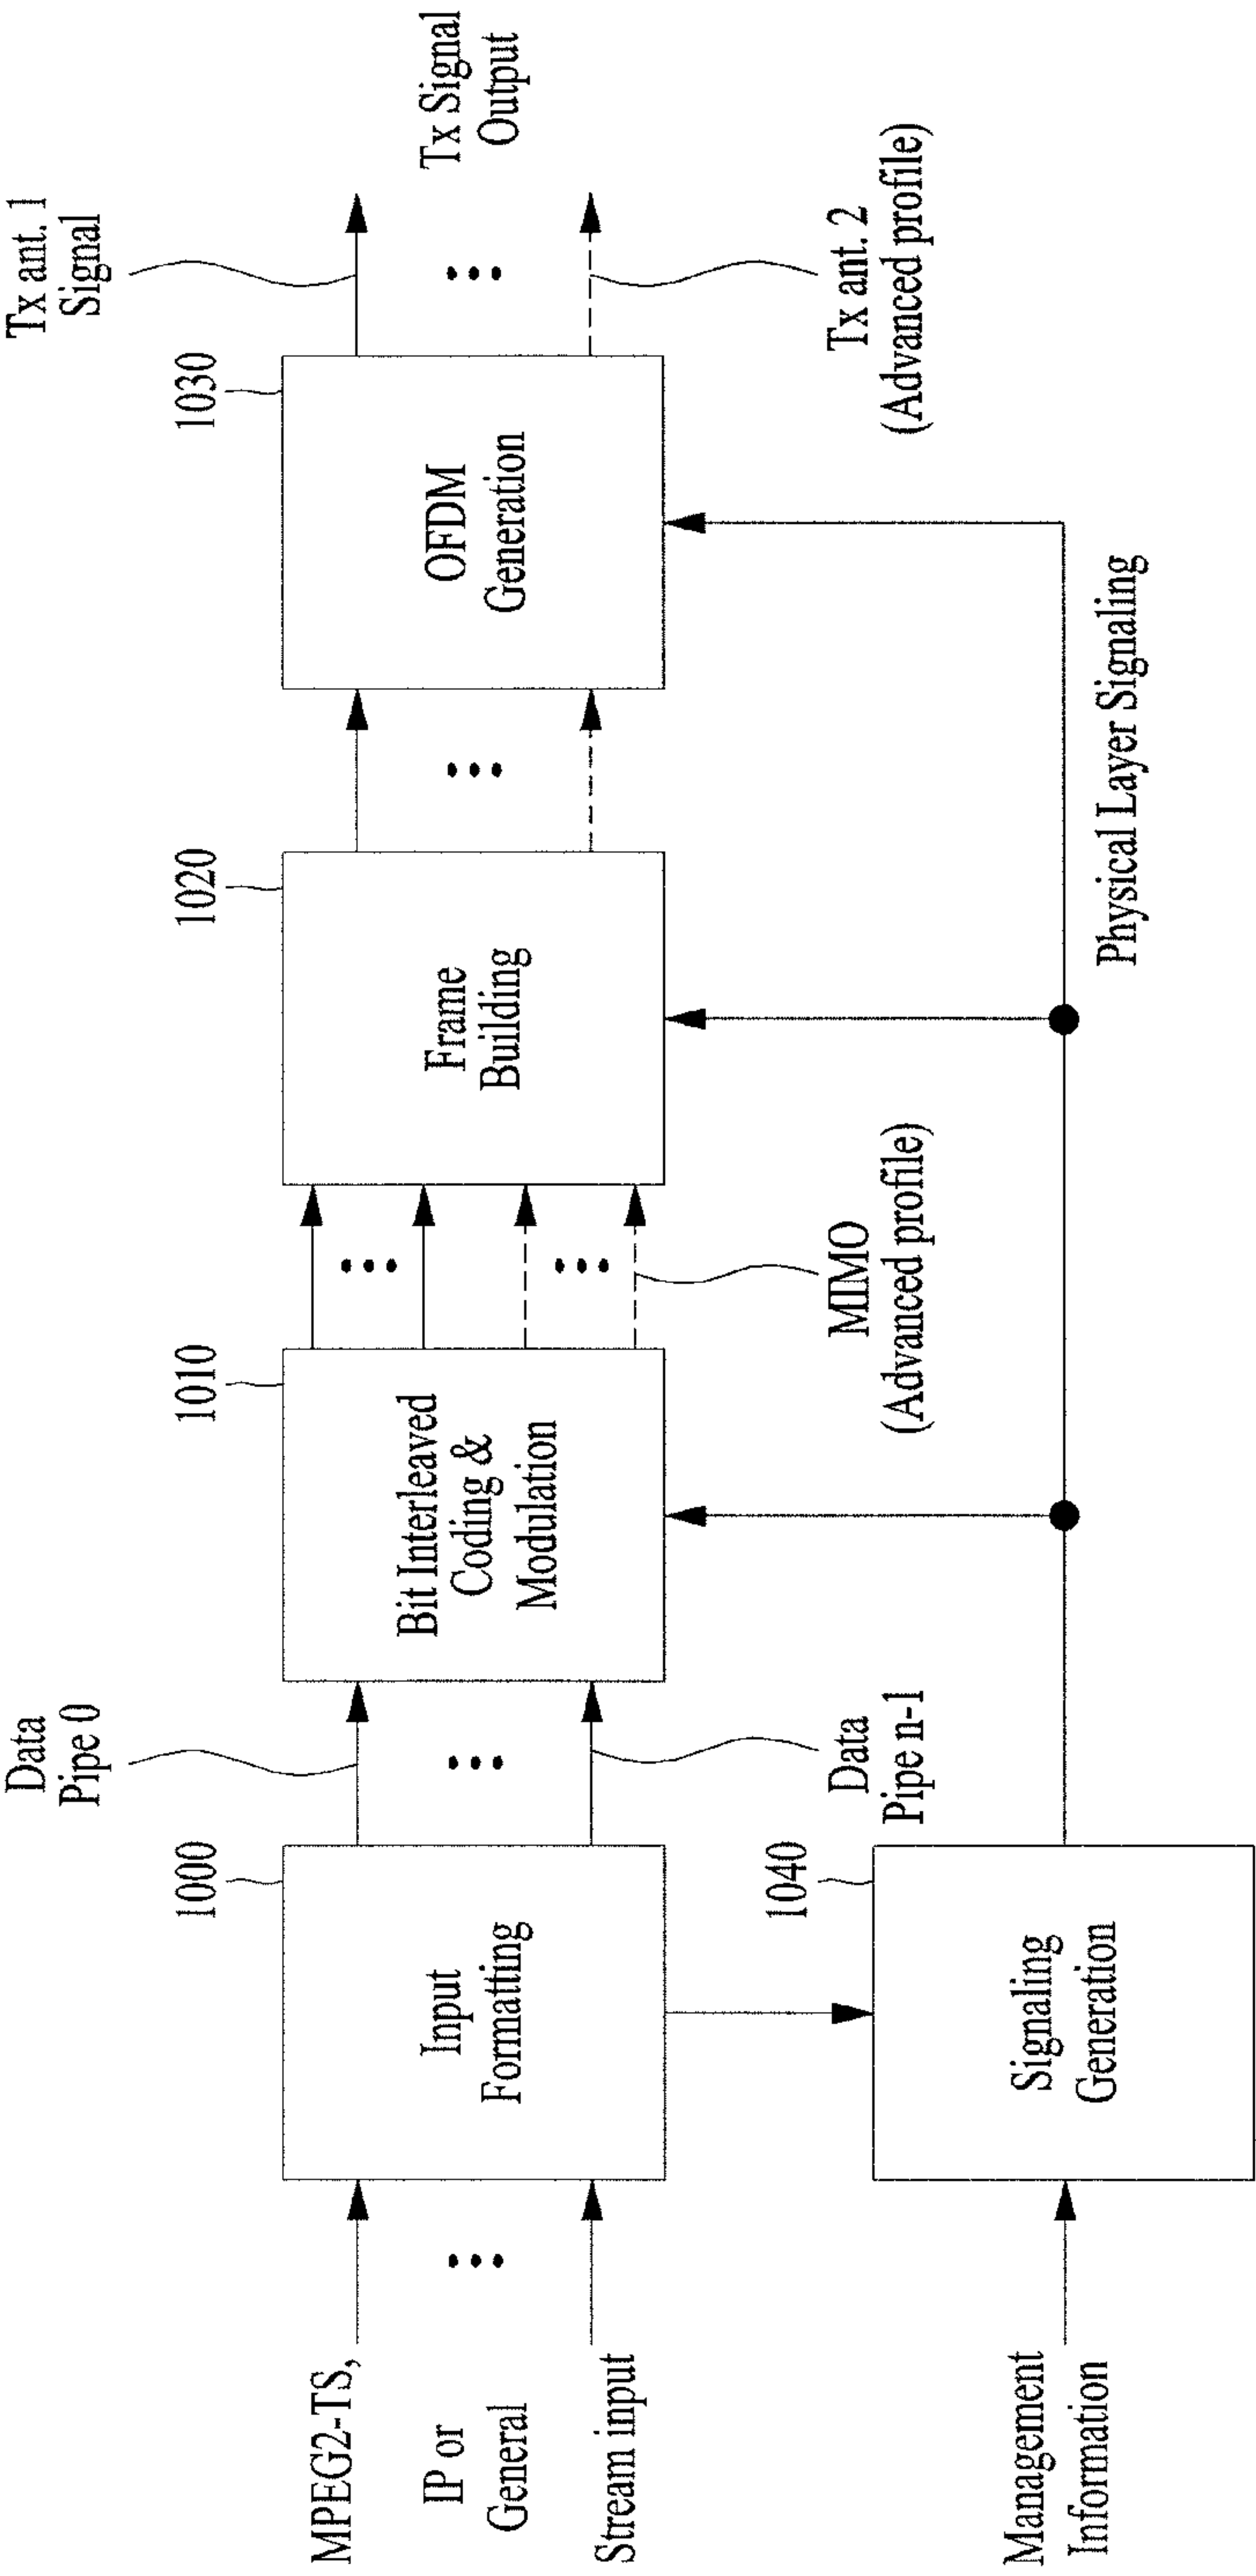 MPEG2-TS,
IP or
General
Stream input
1000
Input
Formatting
Data
Pipe 0
Data
Pipe n-1
1010
Bit Interleaved
Coding &
Modulation
MIMO
(Advanced profile)
1020
Frame
Building
1030
OFDM
Generation
Tx ant. 1
Signal
Tx Signal
Output
Tx ant. 2
(Advanced profile)
Management
Information
1040
Signaling
Generation
Physical Layer Signaling